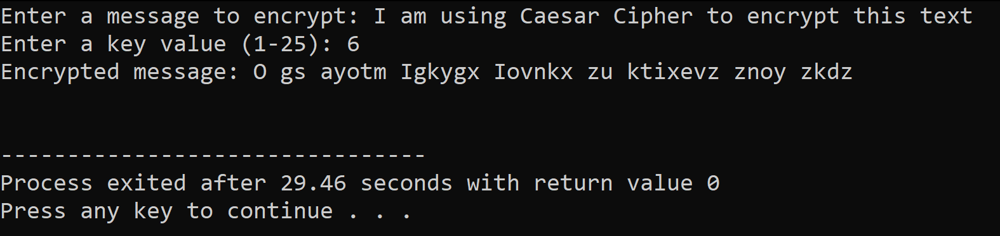 Enter a message to encrypt: I am using Caesar Cipher to encrypt this text
Enter a key value (1-25): 6
Encrypted message: O gs ayotm Igkygx Iovnkx zu ktixevz znoy zkdz
--------------------------------
Process exited after 29.46 seconds with return value 0
Press any key to continue . . .